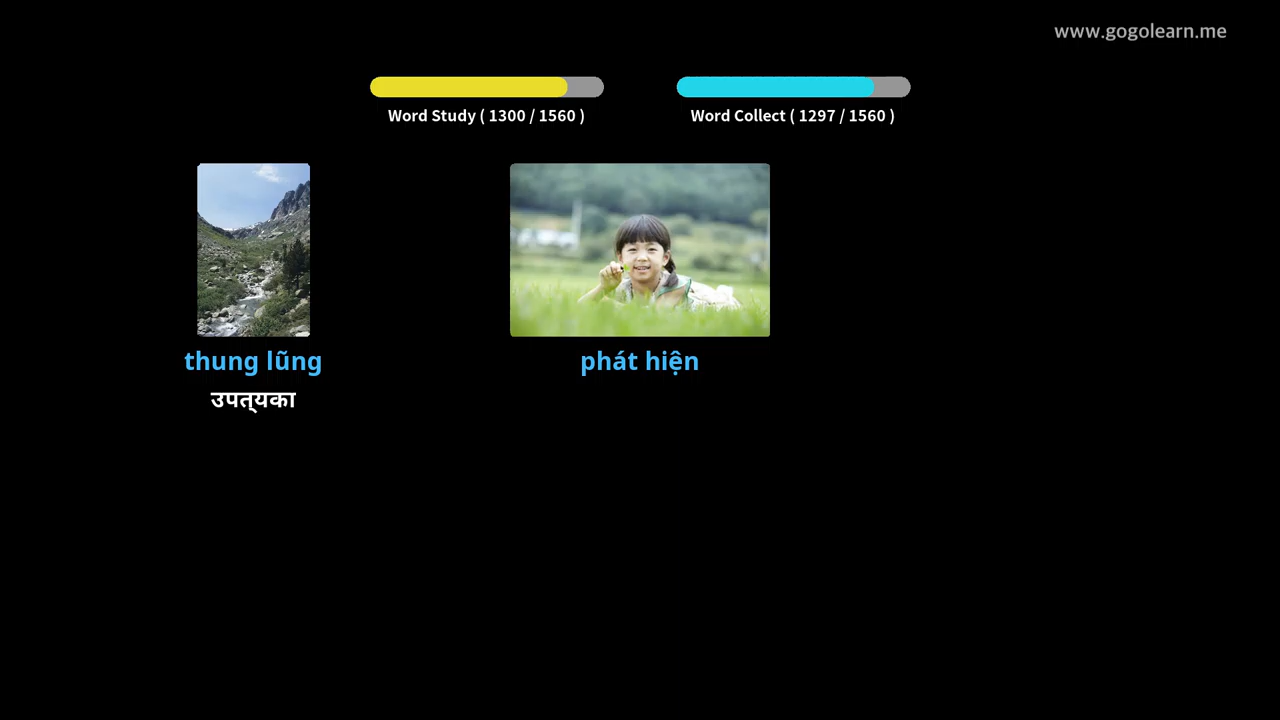 www.gogolearn.me
Word Study ( 1300 / 1560 )
Word Collect ( 1297 / 1560 )
thung lũng
phát hiện
उपत्यका